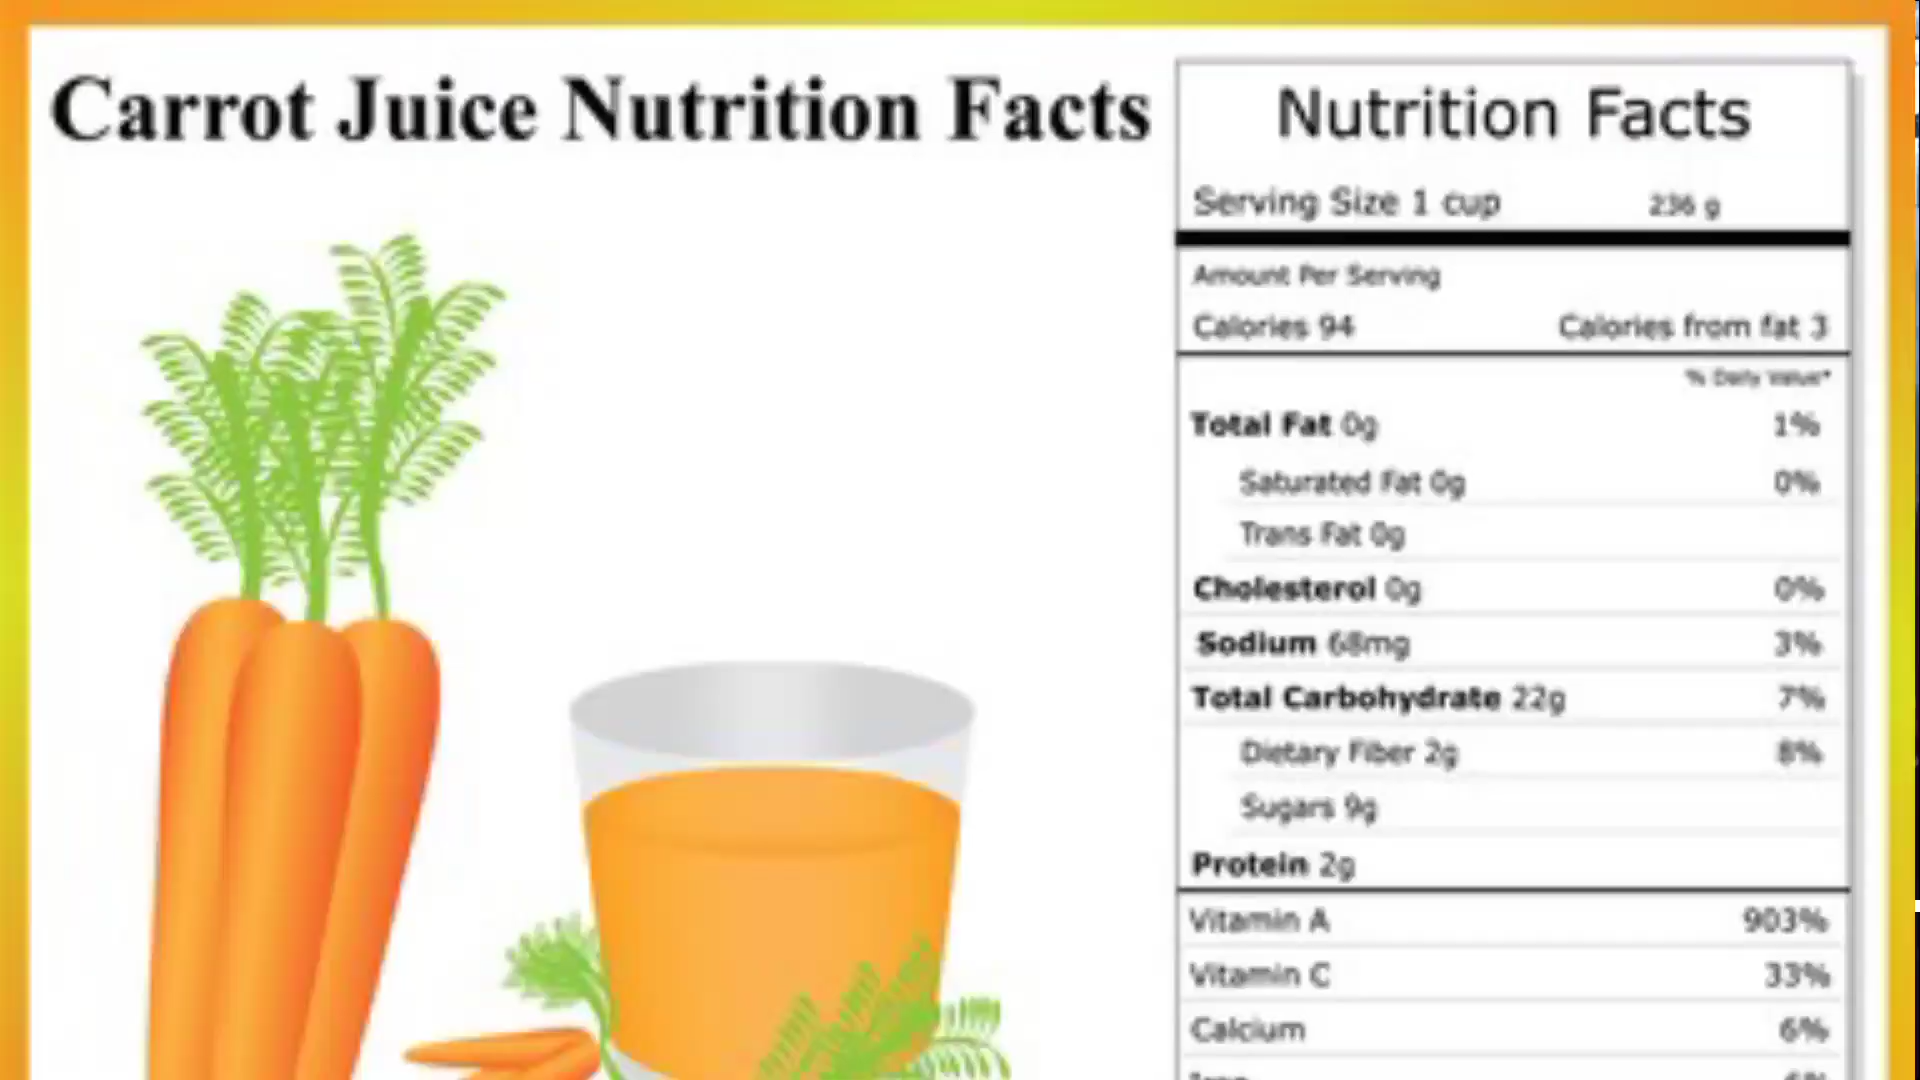 Carrot Juice Nutrition Facts
Nutrition Facts
Serving Size 1 cup 236 g
Amount Per Serving
Calories 94 Calories from fat 3
% Daily Value*
Total Fat 0g 1%
Saturated Fat 0g 0%
Trans Fat 0g
Cholesterol 0g 0%
Sodium 68mg 3%
Total Carbohydrate 22g 7%
Dietary Fiber 2g 8%
Sugars 9g
Protein 2g
Vitamin A 903%
Vitamin C 33%
Calcium 6%